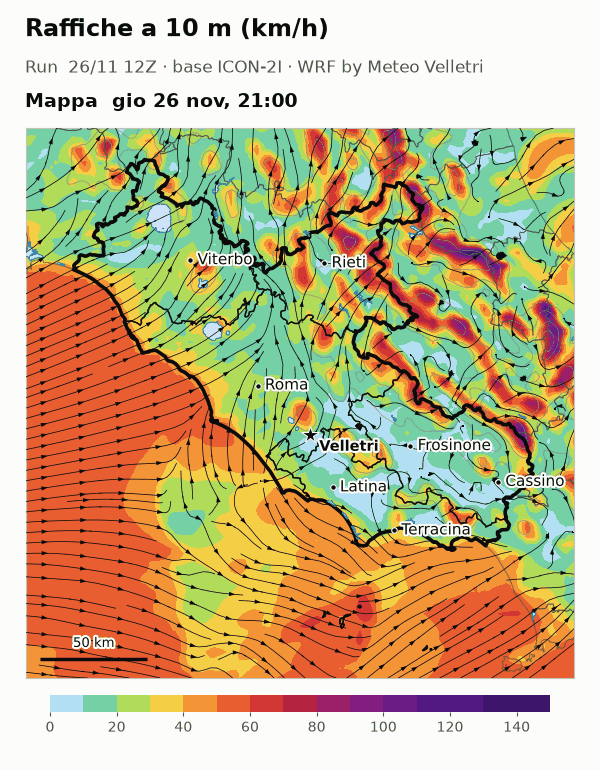 Raffiche a 10 m (km/h)
Run  26/11 12Z · base ICON-2I · WRF by Meteo Velletri
Mappa  gio 26 nov, 21:00
Viterbo
Rieti
Roma
Velletri
Frosinone
Latina
Cassino
Terracina
50 km
0 20 40 60 80 100 120 140